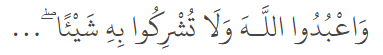 وَاعْبُدُوا اللَّـهَ وَلَا تُشْرِكُوا بِهِ شَيْئًا ۖ ...